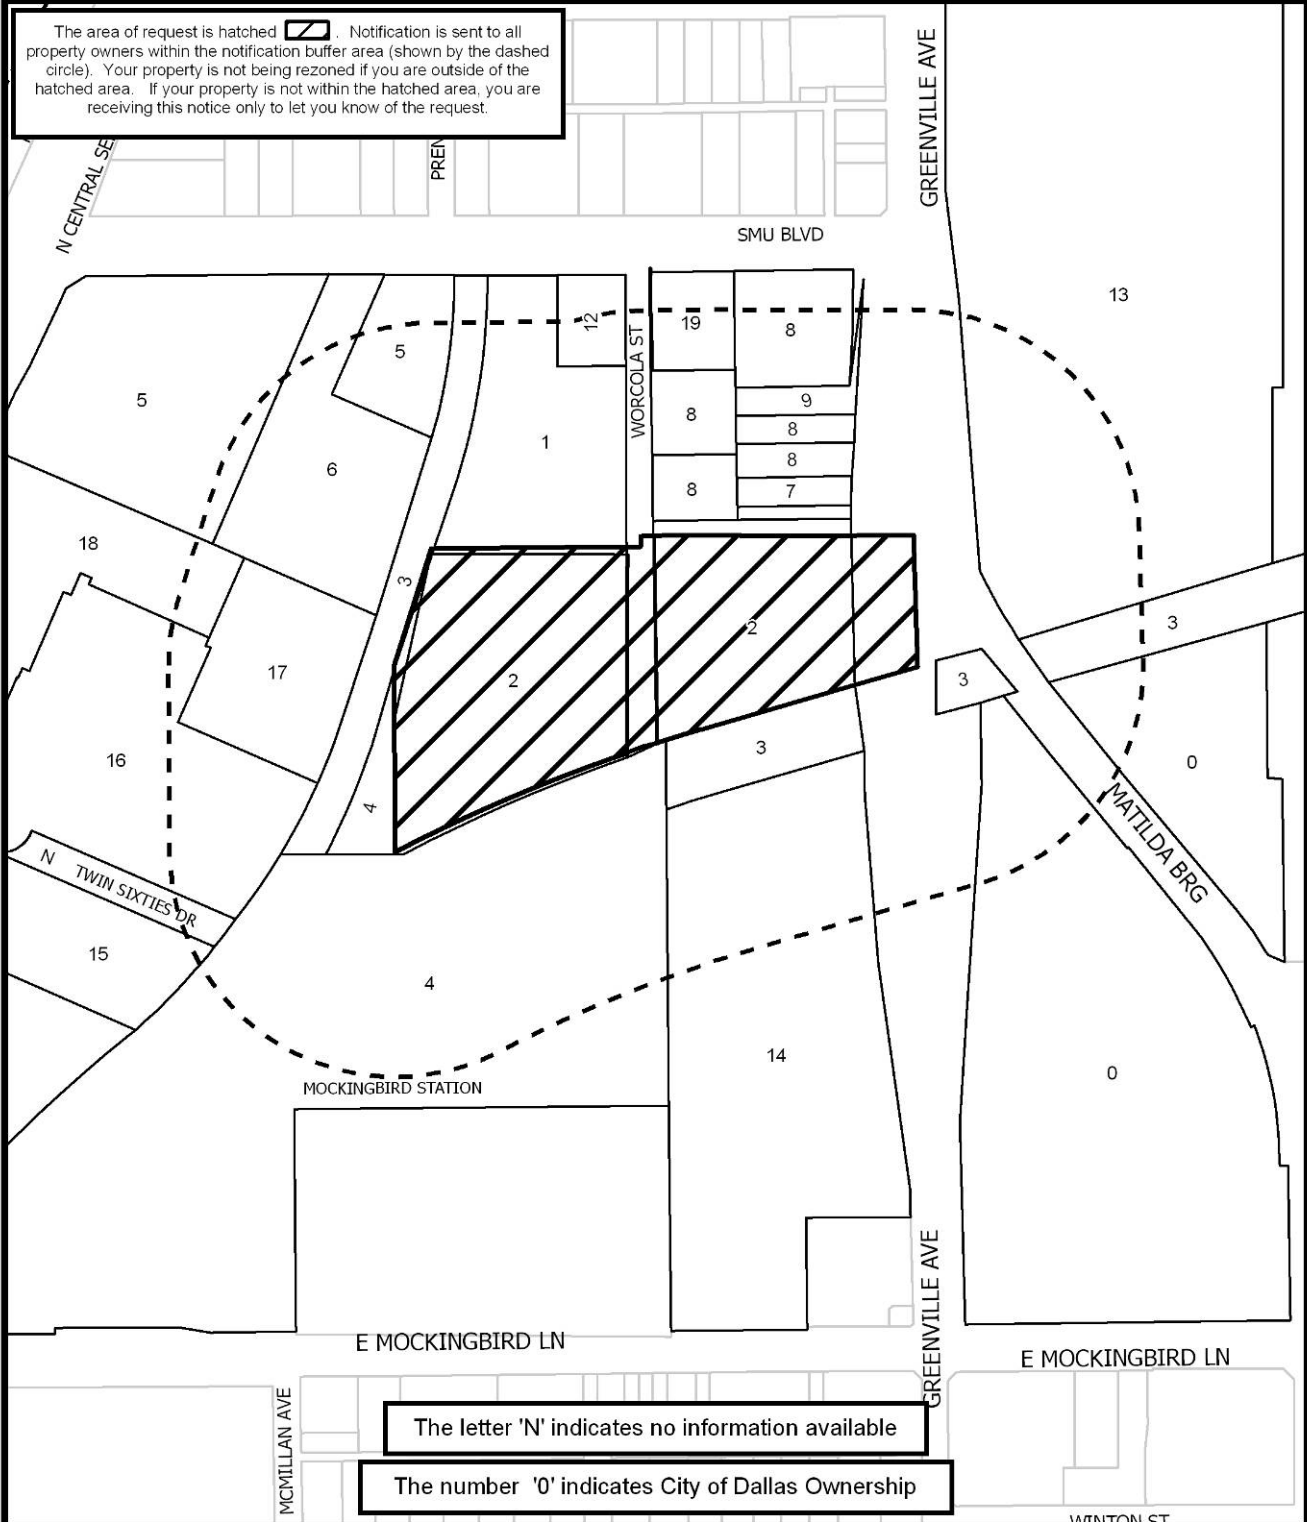 The area of request is hatched . Notification is sent to all
property owners within the notification buffer area (shown by the dashed
circle). Your property is not being rezoned if you are outside of the
hatched area. If your property is not within the hatched area, you are
receiving this notice only to let you know of the request.
GREENVILLE AVE
N CENTRAL
SMU BLVD
13
12
19
8
5
WORCOLA ST
5
9
8
8
1
8
6
8
7
18
3
3
2
17
2
3
3
16
0
4
MATILDA BRG
N TWIN SIXTIES DR
15
4
14
0
MOCKINGBIRD STATION
GREENVILLE AVE
E MOCKINGBIRD LN
E MOCKINGBIRD LN
MCMILLAN AVE
The letter 'N' indicates no information available
The number '0' indicates City of Dallas Ownership
WINTON ST